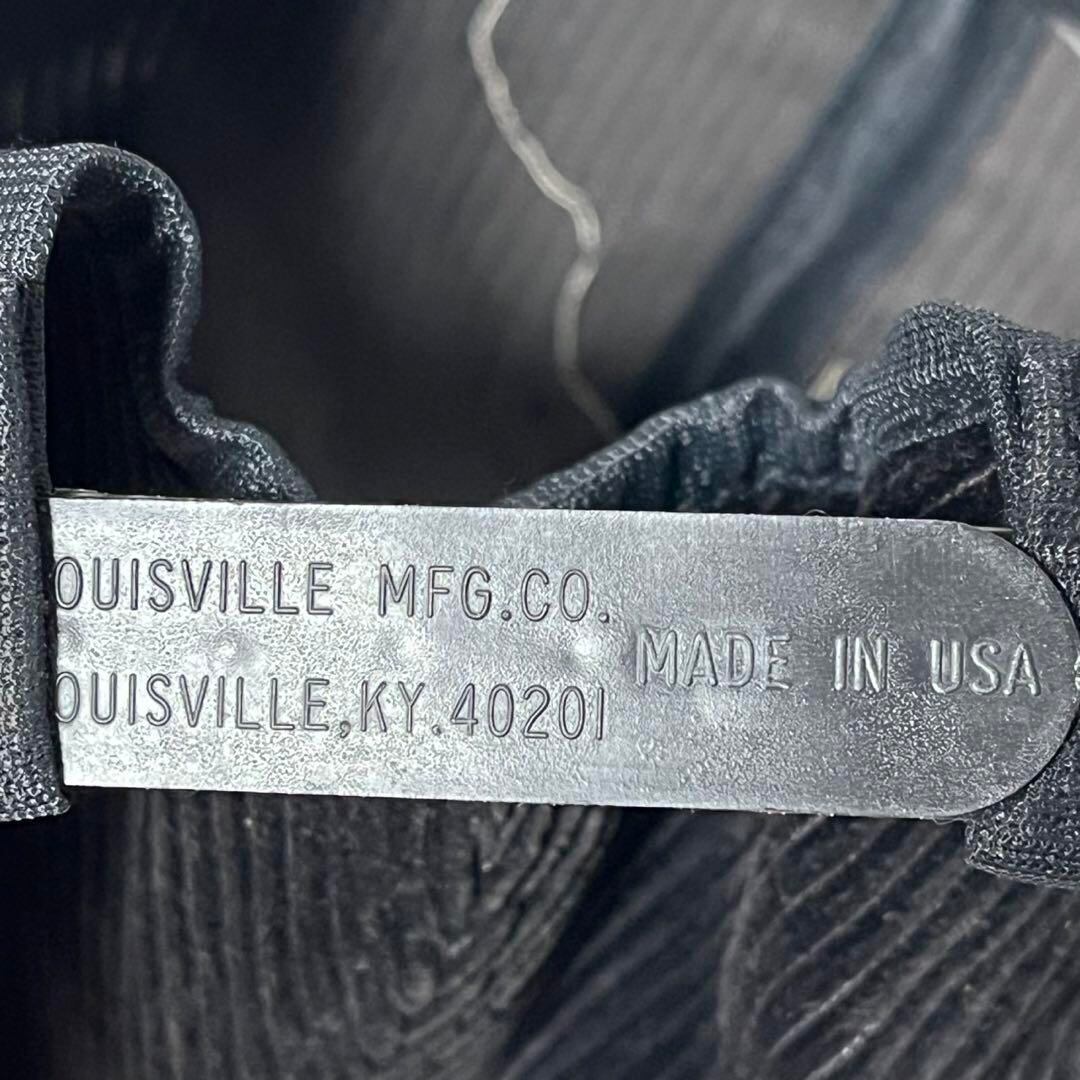 OUISVILLE MFG.CO.
OUISVILLE,KY.40201
MADE IN USA